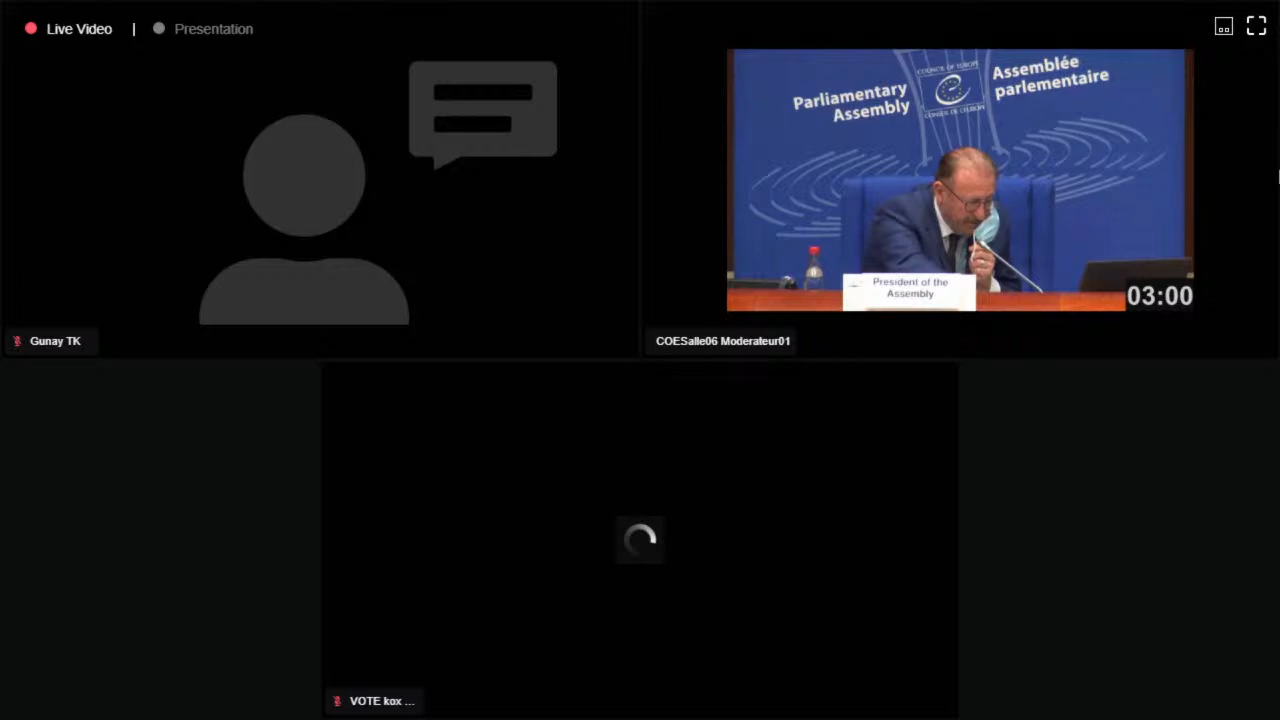 Live Video | Presentation
Parliamentary
Assembly
COUNCIL OF EUROPE
CONSEIL DE L'EUROPE
Assemblée
parlementaire
President of the
Assembly
03:00
Gunay TK
COESalle06 Moderateur01
VOTE kox ...